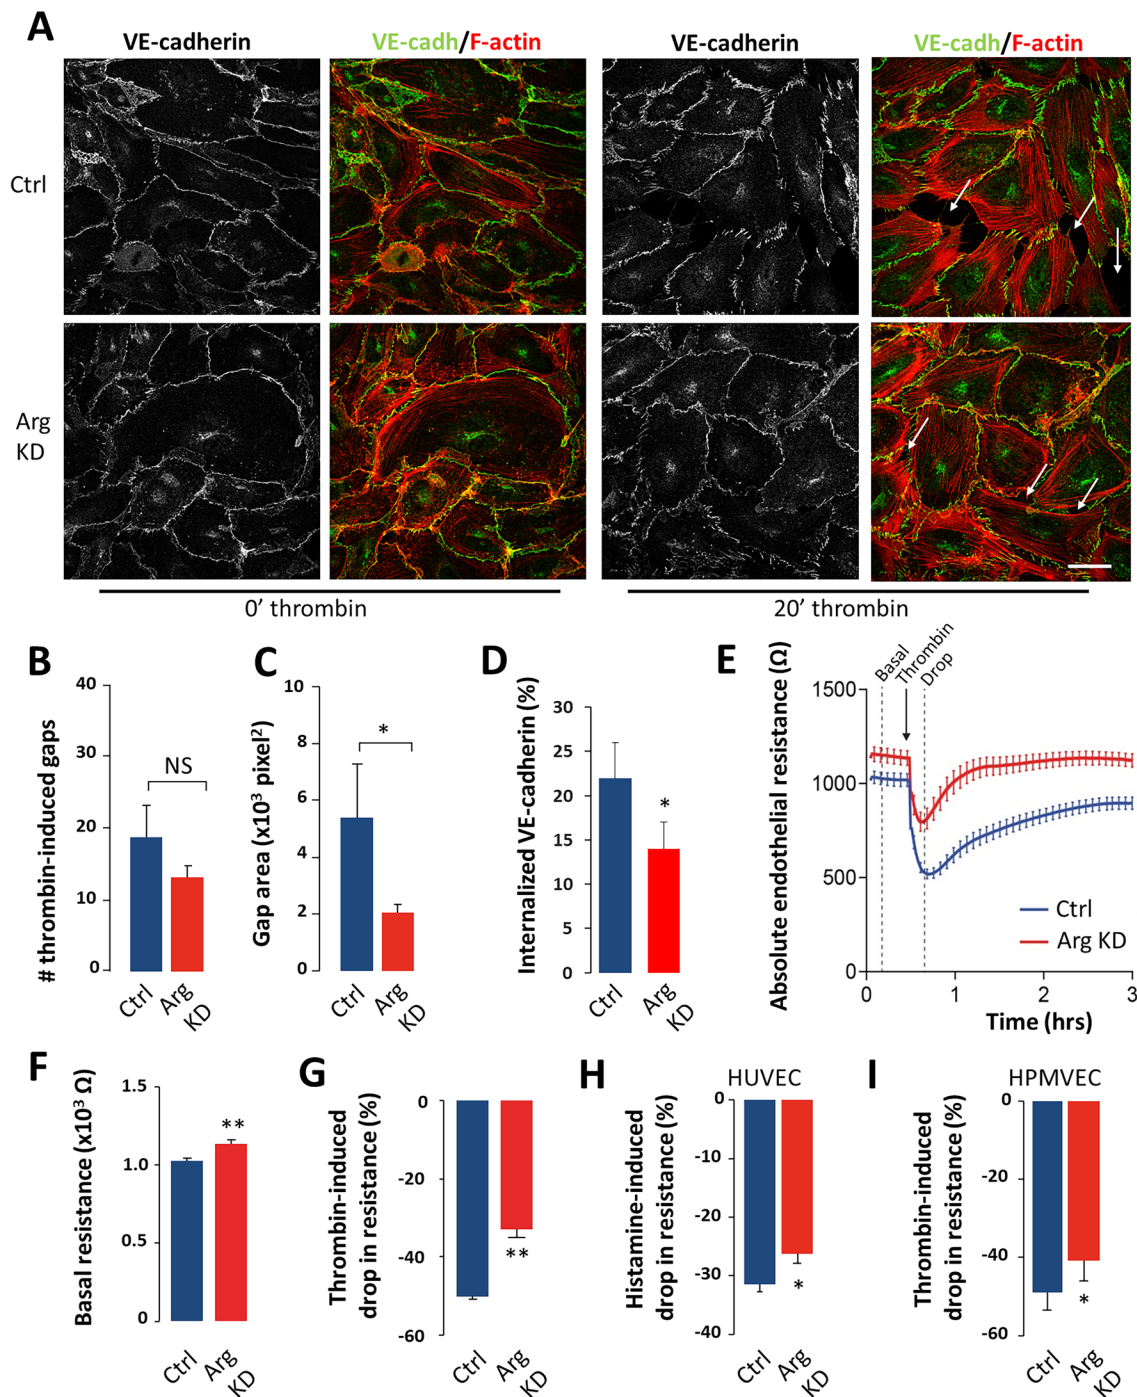 A
VE-cadherin
VE-cadh/F-actin
VE-cadherin
VE-cadh/F-actin
Ctrl
Arg
KD
0' thrombin
20' thrombin
B
# thrombin-induced gaps
40
30
20
10
0
NS
Ctrl
Arg
KD
C
Gap area (x10³ pixel²)
10
8
6
4
2
0
*
Ctrl
Arg
KD
D
Internalized VE-cadherin (%)
30
25
20
15
10
5
0
*
Ctrl
Arg
KD
E
Absolute endothelial resistance (Ω)
Basal
Thrombin
Drop
1500
1000
500
0
Ctrl
Arg KD
0
1
2
3
Time (hrs)
F
Basal resistance (x10³ Ω)
1.5
1.0
0.5
0
**
Ctrl
Arg
KD
G
Thrombin-induced
drop in resistance (%)
0
-20
-40
-60
**
Ctrl
Arg
KD
H
HUVEC
Histamine-induced
drop in resistance (%)
0
-10
-20
-30
-40
*
Ctrl
Arg
KD
I
HPMVEC
Thrombin-induced
drop in resistance (%)
0
-20
-40
-60
*
Ctrl
Arg
KD